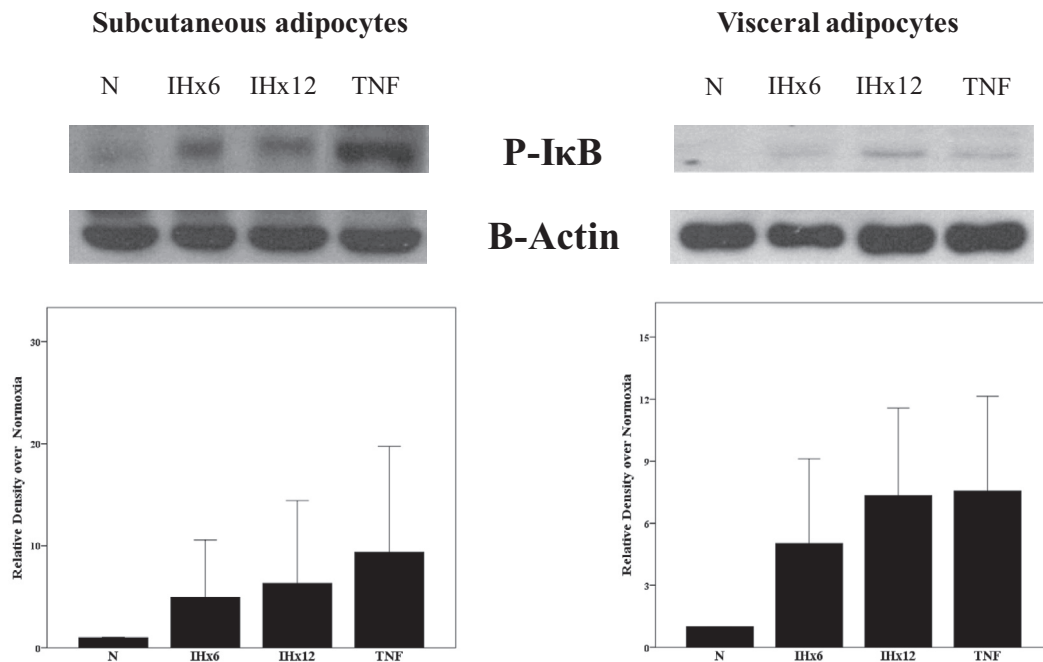 Subcutaneous adipocytes
Visceral adipocytes
N IHx6 IHx12 TNF
N IHx6 IHx12 TNF
P-IκB
B-Actin
30
20
10
0
Relative Density over Normoxia
N IHx6 IHx12 TNF
15
12
9
6
3
0
Relative Density over Normoxia
N IHx6 IHx12 TNF